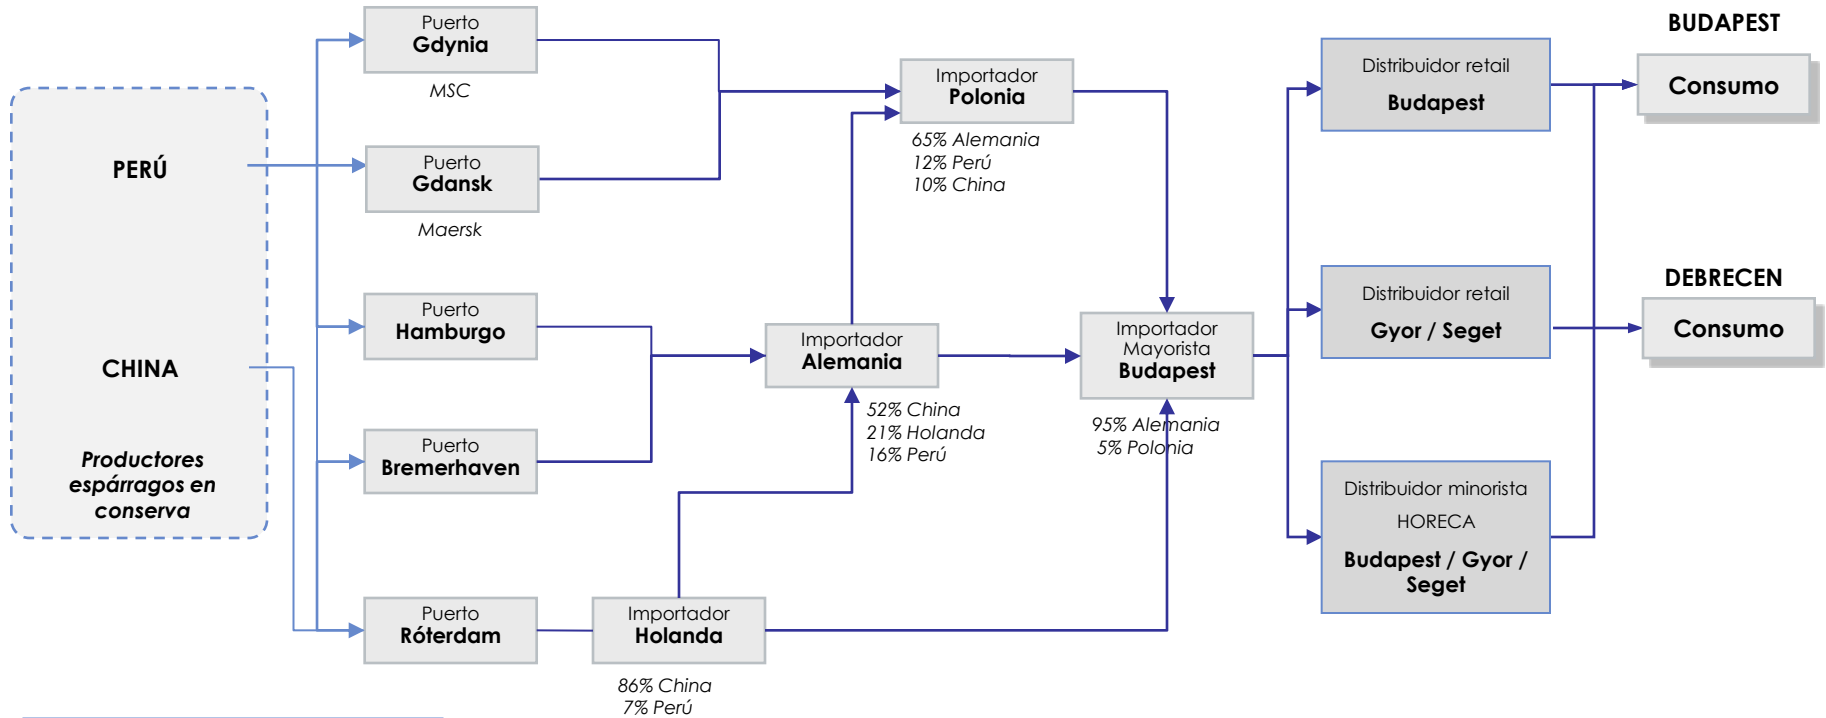 PERÚ
CHINA
Productores
espárragos en
conserva
Puerto
Gdynia
MSC
Puerto
Gdansk
Maersk
Puerto
Hamburgo
Puerto
Bremerhaven
Puerto
Róterdam
Importador
Holanda
86% China
7% Perú
Importador
Alemania
52% China
21% Holanda
16% Perú
Importador
Polonia
65% Alemania
12% Perú
10% China
Importador
Mayorista
Budapest
95% Alemania
5% Polonia
Distribuidor retail
Budapest
Distribuidor retail
Gyor / Seget
Distribuidor minorista
HORECA
Budapest / Gyor /
Seget
BUDAPEST
Consumo
DEBRECEN
Consumo